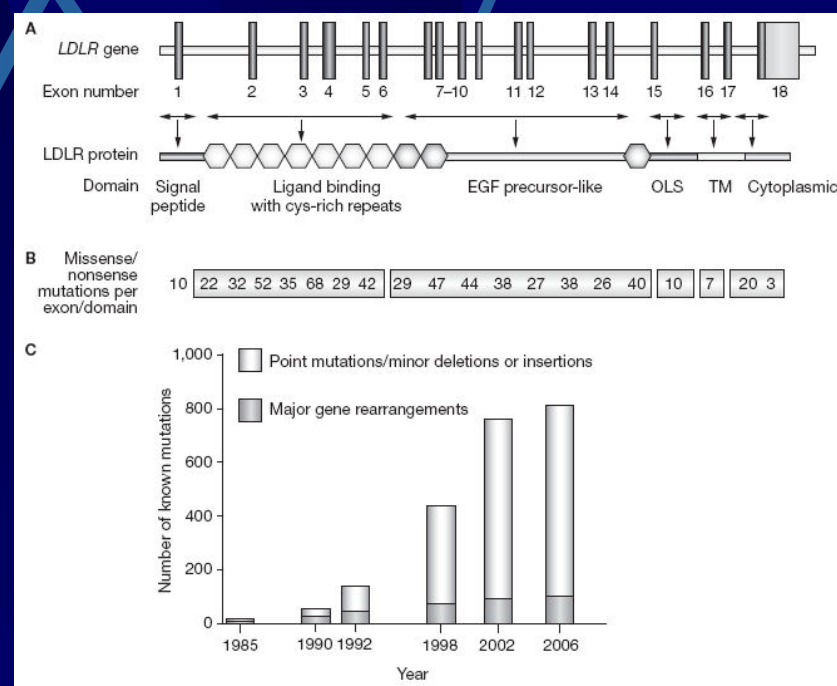 A
LDLR gene
Exon number 1 2 3 4 5 6 7–10 11 12 13 14 15 16 17 18
LDLR protein
Domain Signal peptide Ligand binding with cys-rich repeats EGF precursor-like OLS TM Cytoplasmic
B Missense/
nonsense
mutations per
exon/domain
10 22 32 52 35 68 29 42 29 47 44 38 27 38 26 40 10 7 20 3
C
1,000
800
600
400
200
0
Number of known mutations
Point mutations/minor deletions or insertions
Major gene rearrangements
1985 1990 1992 1998 2002 2006
Year